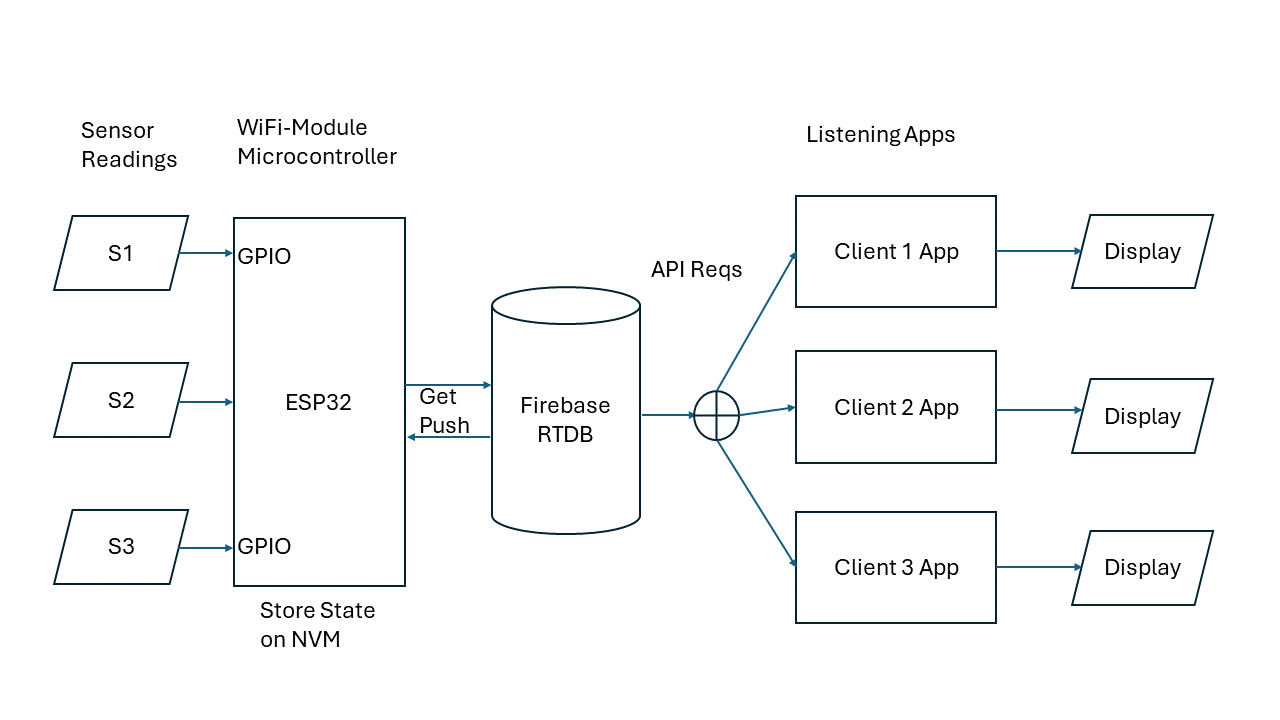 Sensor
Readings
WiFi-Module
Microcontroller
Listening Apps
S1
GPIO
Client 1 App
Display
API Reqs
S2
ESP32
Get
Push
Firebase
RTDB
Client 2 App
Display
S3
GPIO
Client 3 App
Display
Store State
on NVM